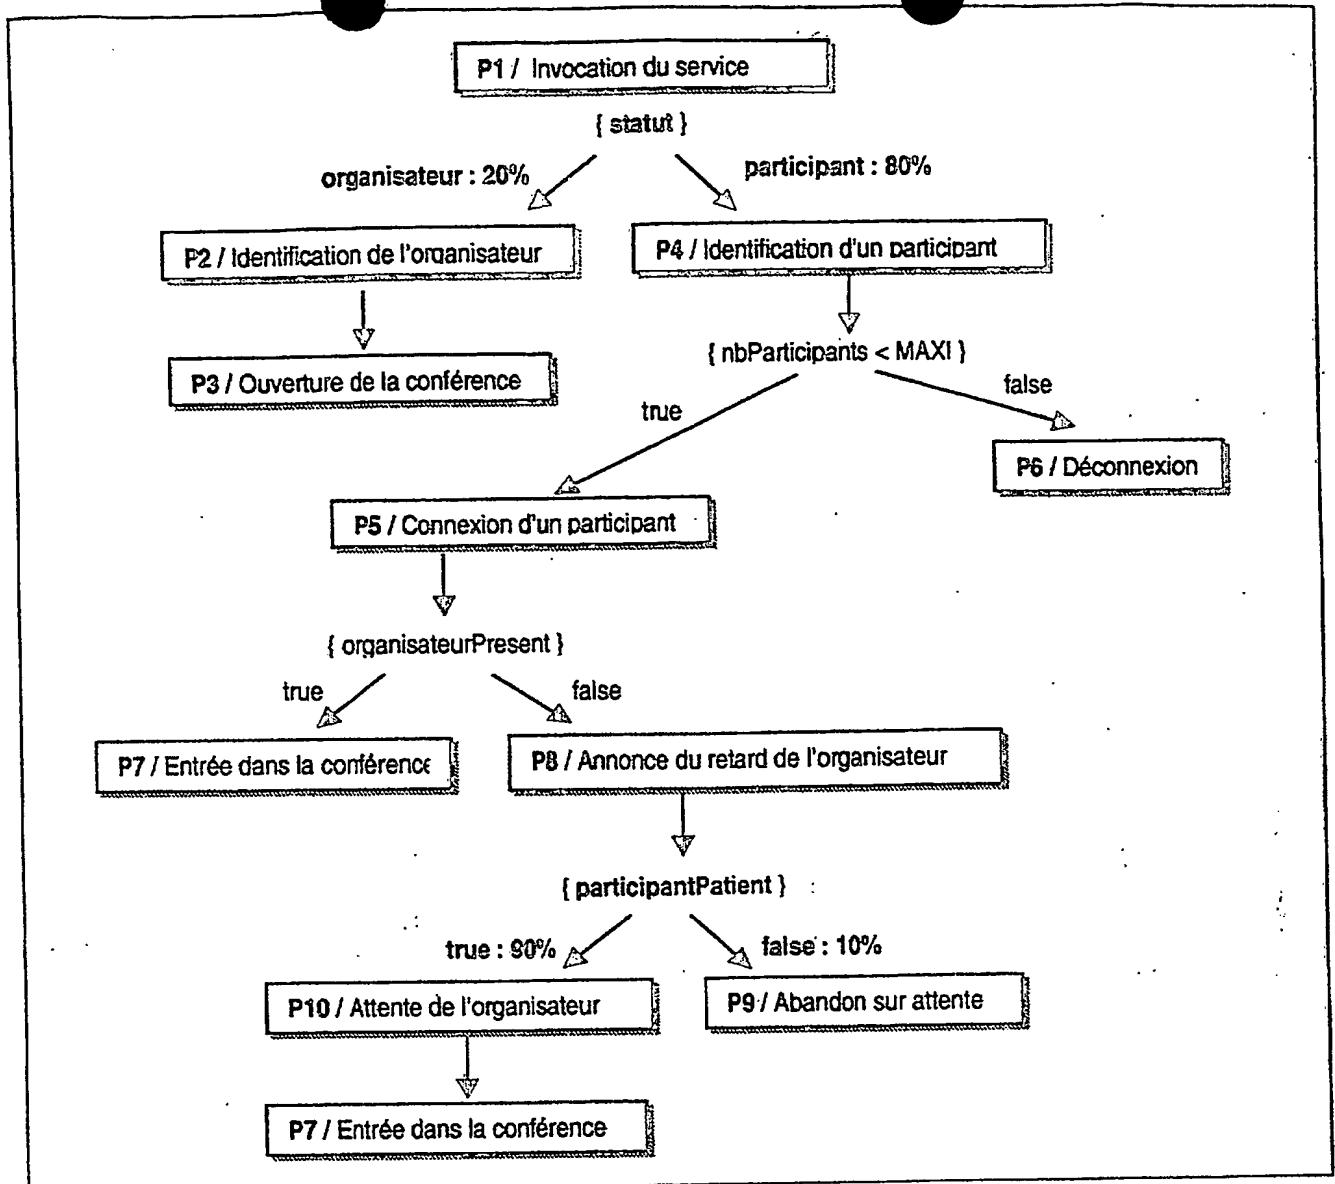 P1 / Invocation du service
{ statut }
organisateur : 20%
participant : 80%
P2 / Identification de l'organisateur
P4 / Identification d'un participant
P3 / Ouverture de la conférence
{ nbParticipants < MAXI }
true
false
P6 / Déconnexion
P5 / Connexion d'un participant
{ organisateurPresent }
true
false
P7 / Entrée dans la conférence
P8 / Annonce du retard de l'organisateur
{ participantPatient }
true : 90%
false : 10%
P10 / Attente de l'organisateur
P9 / Abandon sur attente
P7 / Entrée dans la conférence